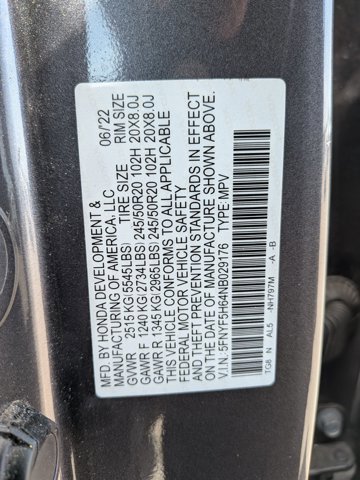 MFD. BY HONDA DEVELOPMENT & 06/22
MANUFACTURING OF AMERICA, LLC
TIRE SIZE RIM SIZE
GVWR 2515 KG(5545LBS)
GAWR F 1240 KG(2734LBS) 245/50R20 102H 20X8.0J
GAWR R 1345 KG(2965LBS) 245/50R20 102H 20X8.0J
THIS VEHICLE CONFORMS TO ALL APPLICABLE
FEDERAL MOTOR VEHICLE SAFETY
AND THEFT PREVENTION STANDARDS IN EFFECT
ON THE DATE OF MANUFACTURE SHOWN ABOVE.
V.I.N. 5FNYF5H64NB029176 TYPE:MPV
TG8 N AL5 -NH797M -A -B